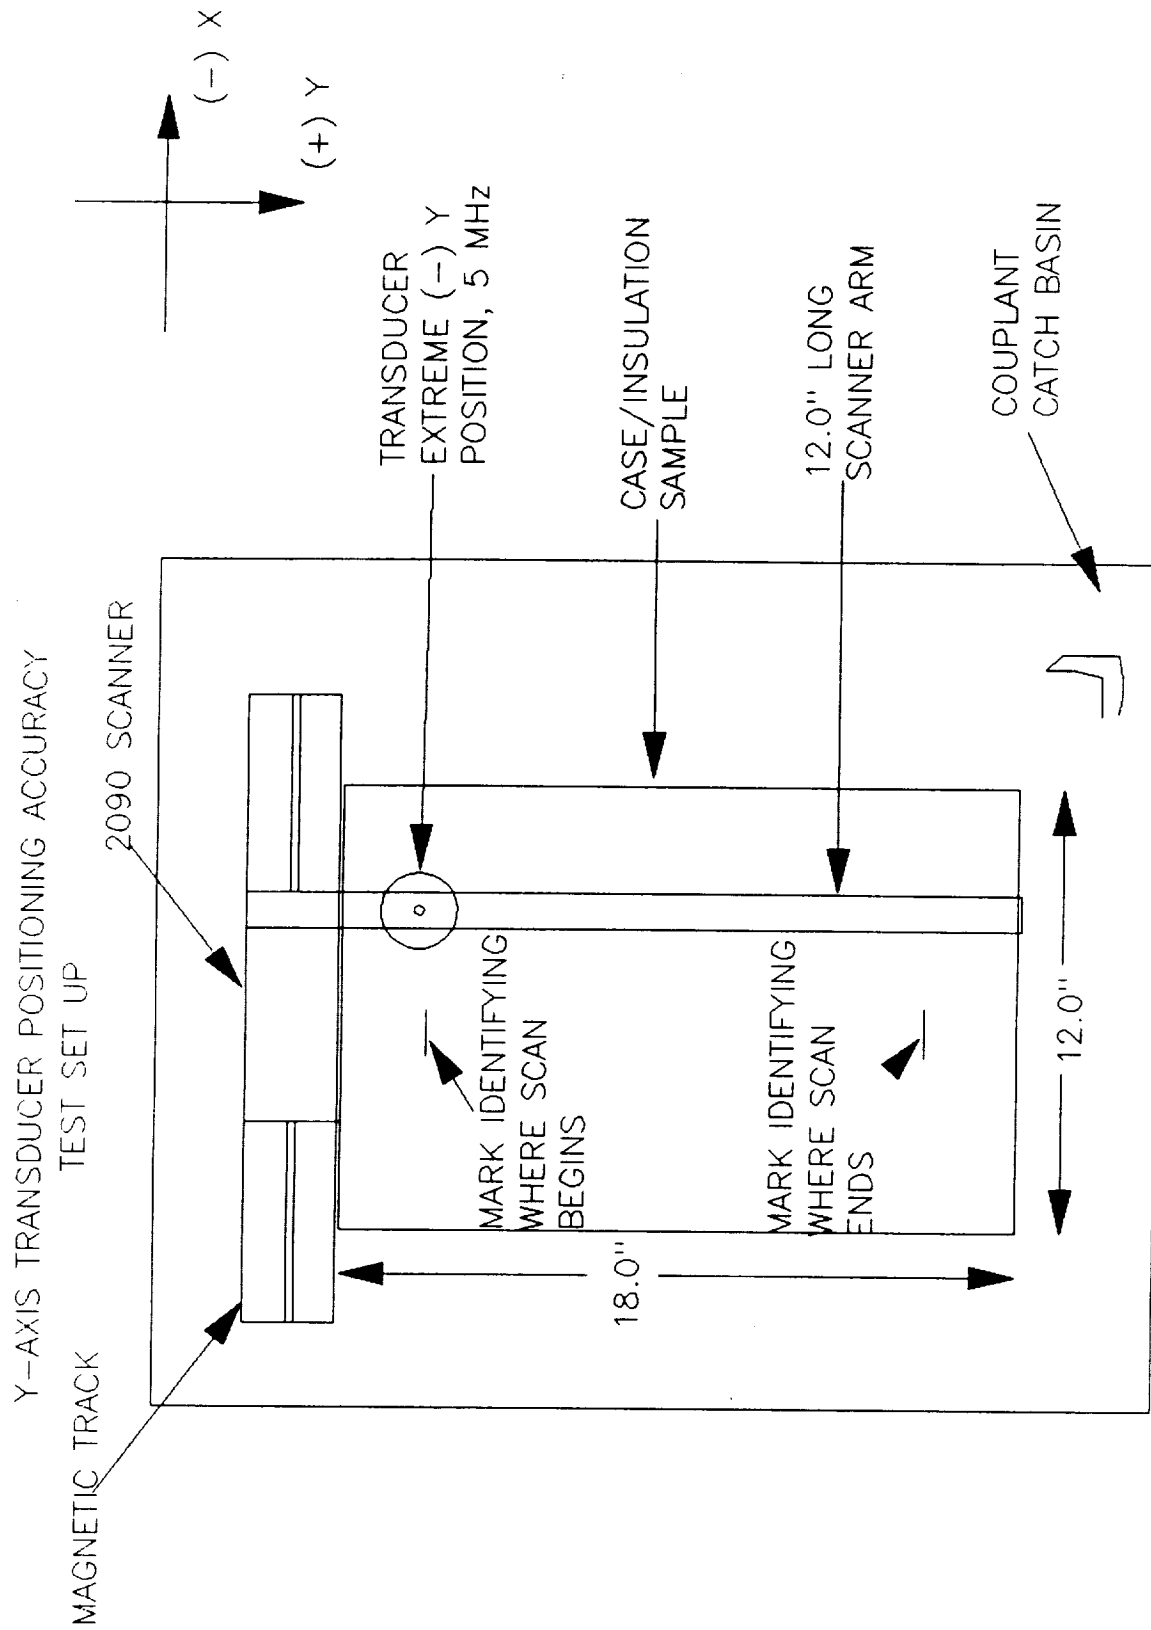 Y-AXIS TRANSDUCER POSITIONING ACCURACY
TEST SET UP
MAGNETIC TRACK
2090 SCANNER
(-) X
(+) Y
TRANSDUCER
EXTREME (-) Y
POSITION, 5 MHz
CASE/INSULATION
SAMPLE
12.0" LONG
SCANNER ARM
COUPLANT
CATCH BASIN
MARK IDENTIFYING
WHERE SCAN
BEGINS
MARK IDENTIFYING
WHERE SCAN
ENDS
18.0"
12.0"